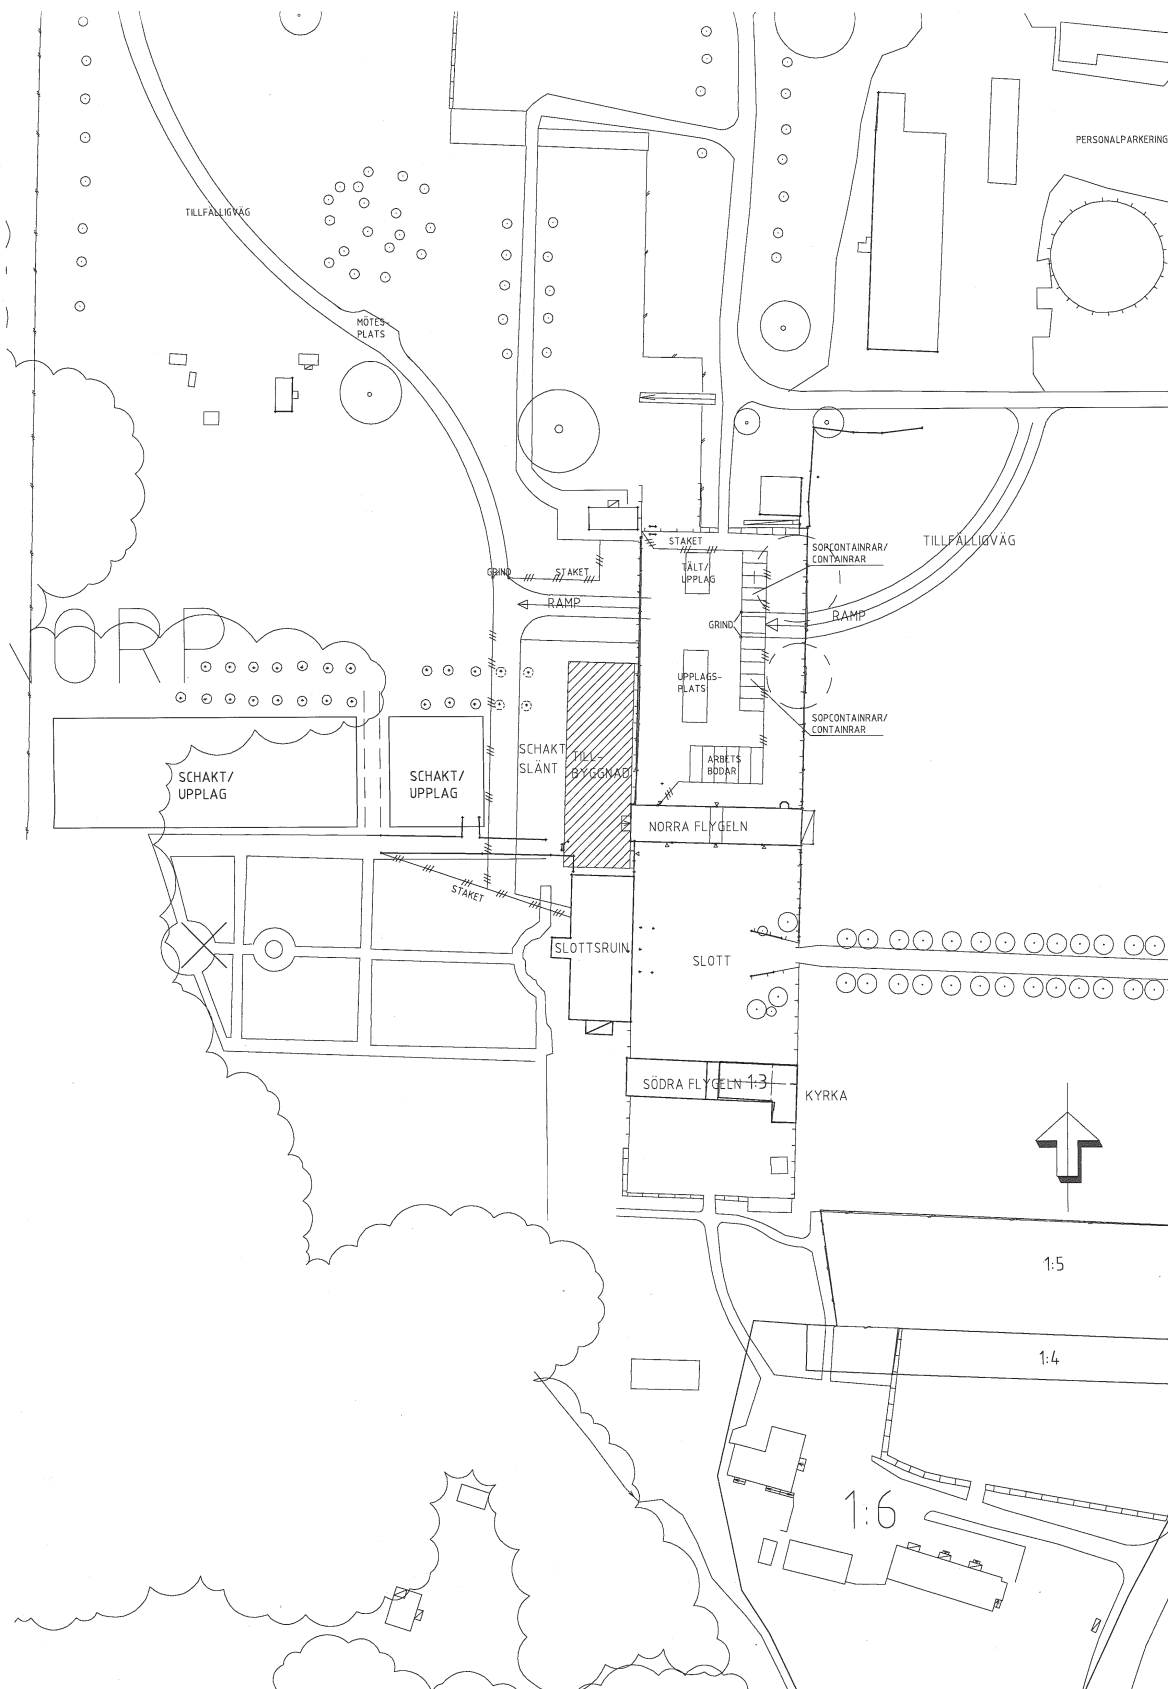 PERSONALPARKERING
TILLFÄLLIGVÄG
MÖTES-
PLATS
STAKET
SOPCONTAINRAR/
CONTAINRAR
TILLFÄLLIGVÄG
TÄLT/
UPPLAG
GRIND
STAKET
RAMP
GRIND
RAMP
ORP
UPPLAGS-
PLATS
SOPCONTAINRAR/
CONTAINRAR
SCHAKT
SLÄNT
TILL-
BYGGNAD
ARBETS
BODAR
SCHAKT/
UPPLAG
SCHAKT/
UPPLAG
NORRA FLYGELN
STAKET
SLOTTSRUIN
SLOTT
SÖDRA FLYGELN
1:3
KYRKA
1:5
1:4
1:6